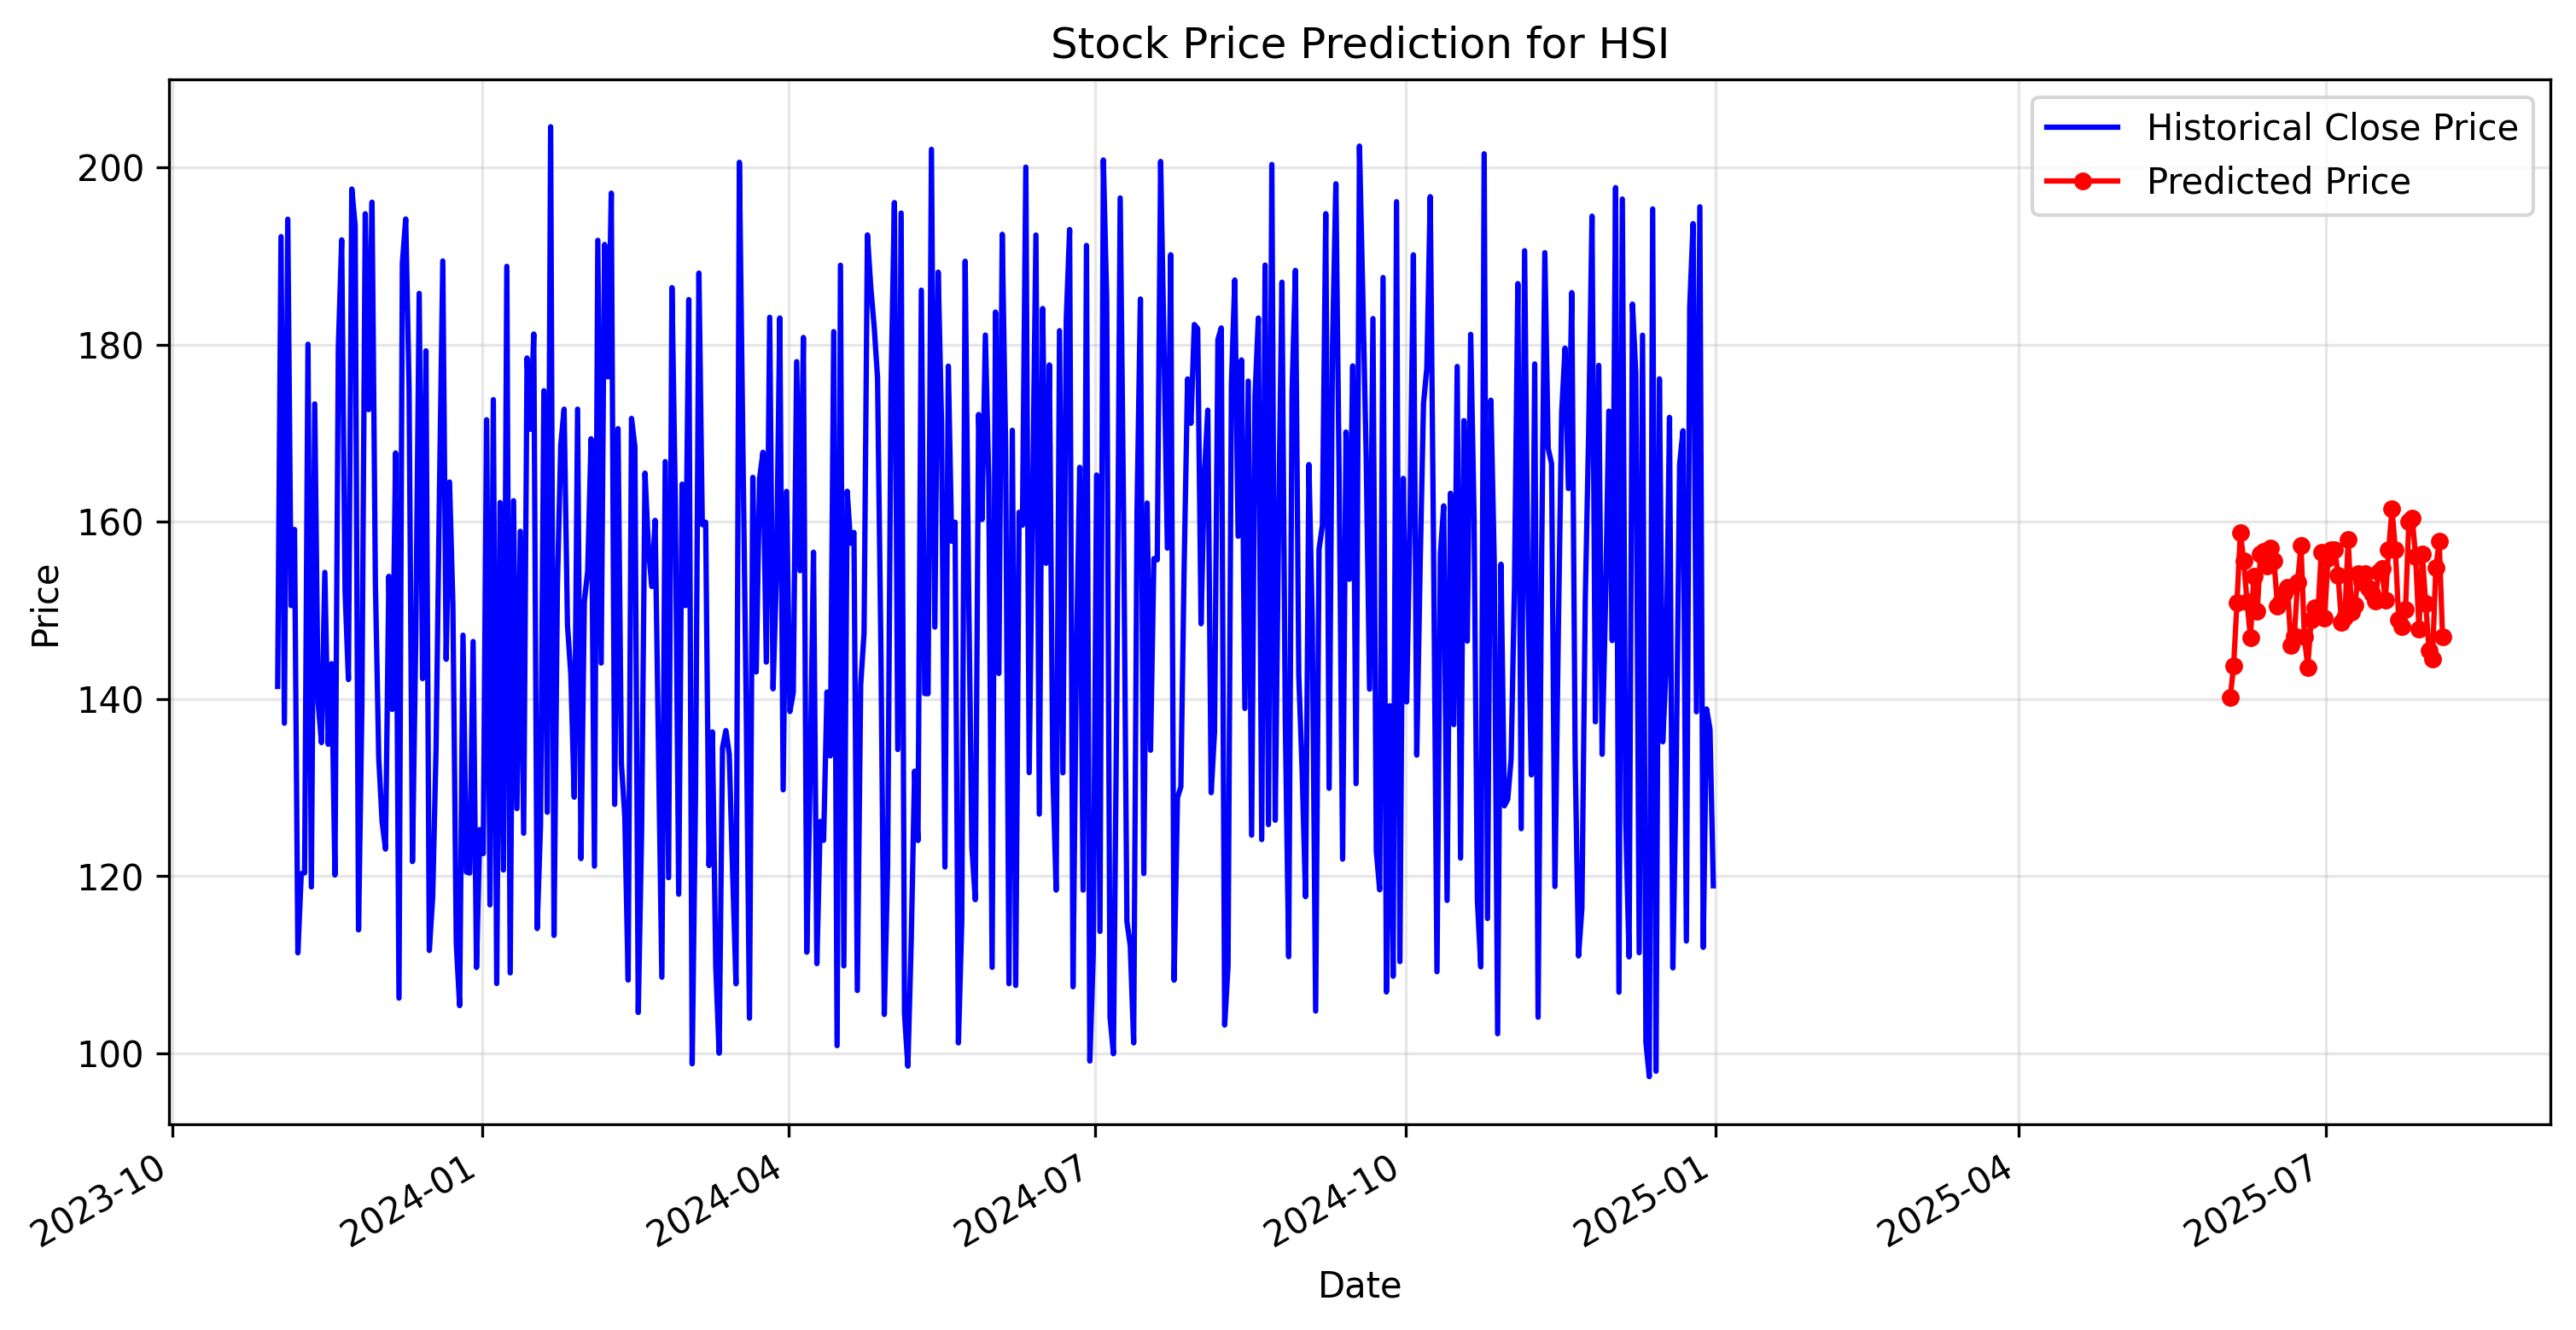 Stock Price Prediction for HSI
Historical Close Price
Predicted Price
Price
200
180
160
140
120
100
2023-10
2024-01
2024-04
2024-07
2024-10
2025-01
2025-04
2025-07
Date